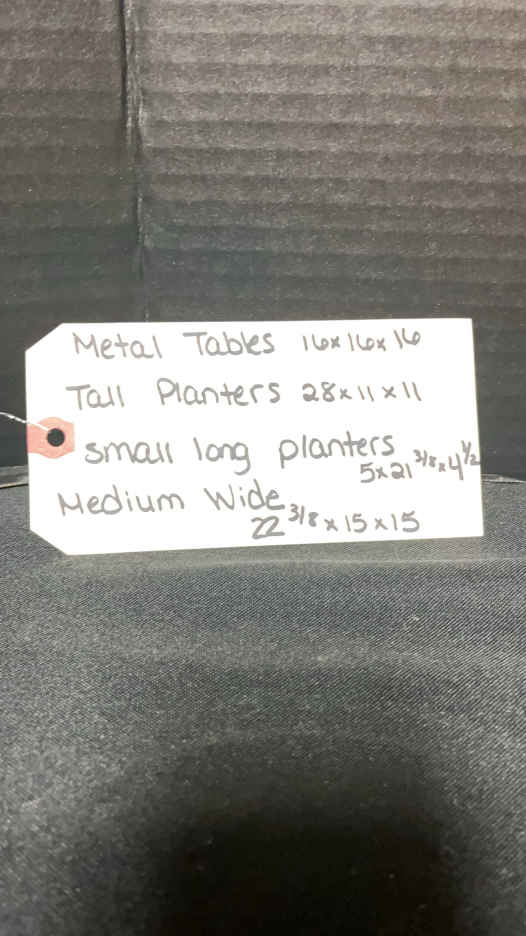 Metal Tables 16x16x16
Tall Planters 28x11x11
small long planters
5x21 3/8x4 1/2
Medium Wide
22 3/8x15x15